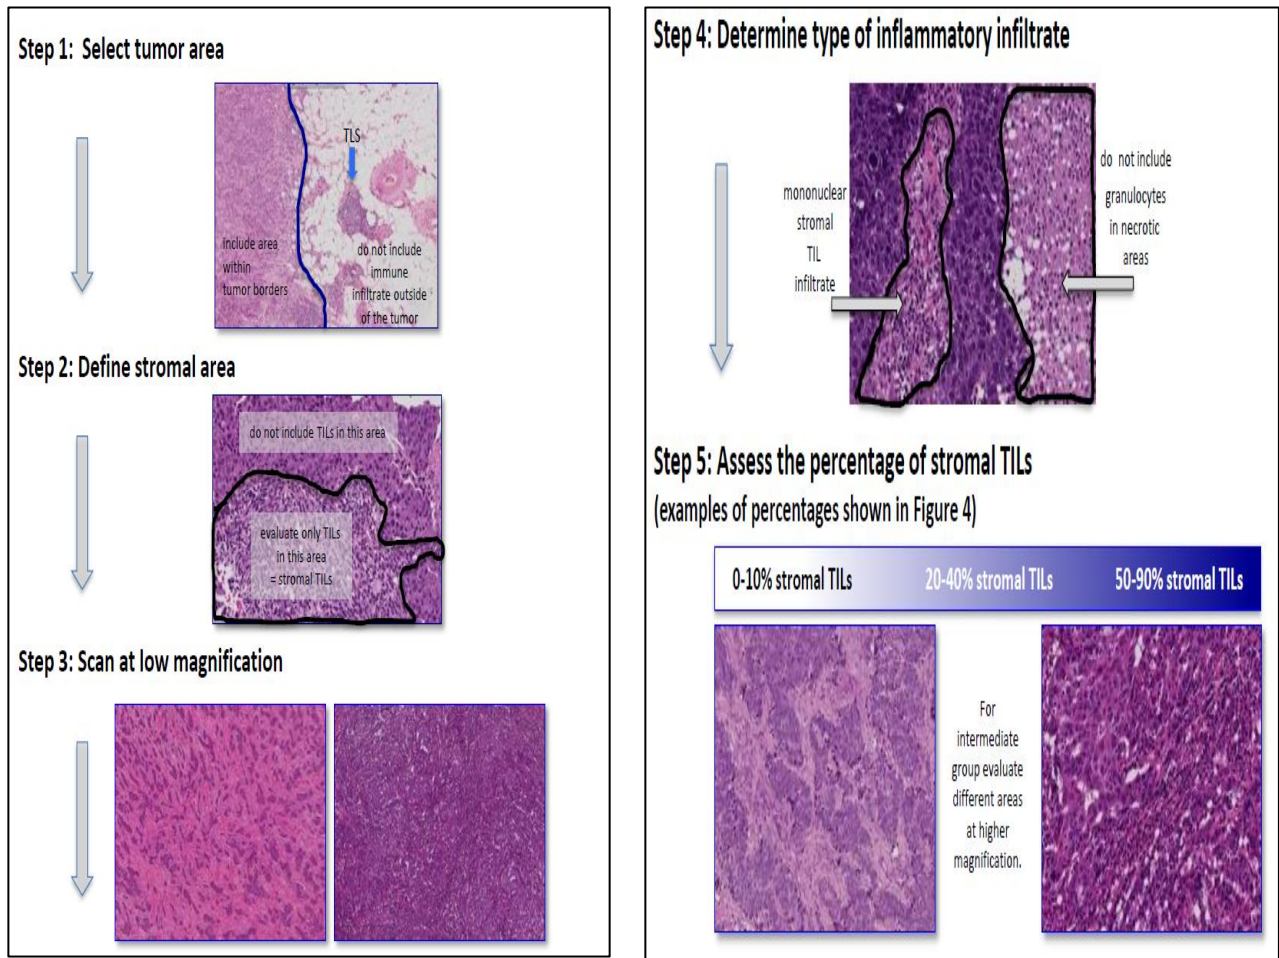 Step 1: Select tumor area
TLS
include area
within
tumor borders
do not include
immune
infiltrate outside
of the tumor
Step 2: Define stromal area
do not include TILs in this area
evaluate only TILs
in this area
= stromal TILs
Step 3: Scan at low magnification
Step 4: Determine type of inflammatory infiltrate
mononuclear
stromal
TIL
infiltrate
do not include
granulocytes
in necrotic
areas
Step 5: Assess the percentage of stromal TILs
(examples of percentages shown in Figure 4)
0-10% stromal TILs 20-40% stromal TILs 50-90% stromal TILs
For
intermediate
group evaluate
different areas
at higher
magnification.